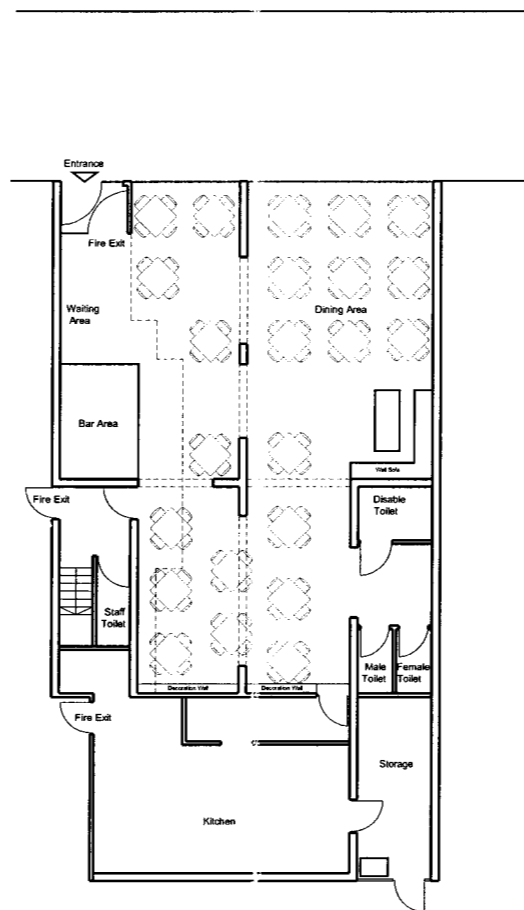 Entrance
Fire Exit
Waiting
Area
Dining Area
Bar Area
Wall Sofa
Fire Exit
Disable
Toilet
Staff
Toilet
Male
Toilet
Female
Toilet
Decoration Wall
Decoration Wall
Fire Exit
Storage
Kitchen